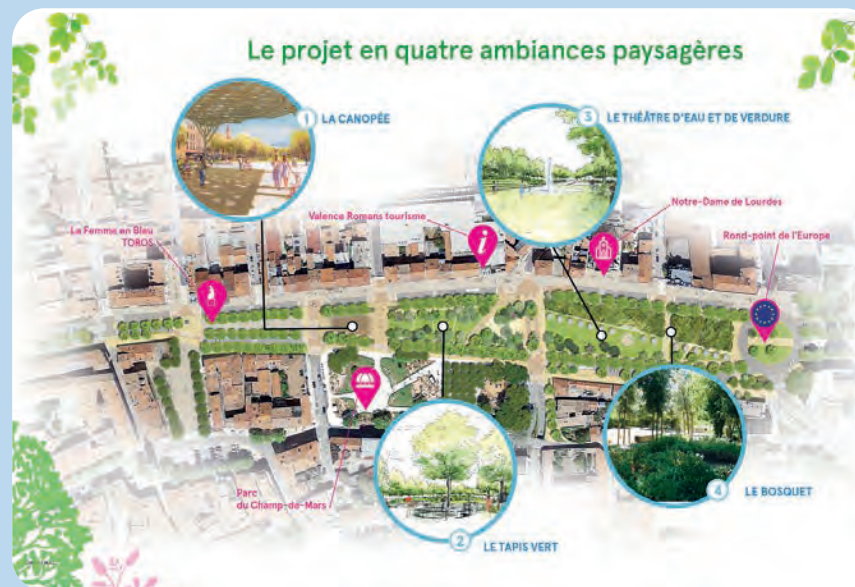 Le projet en quatre ambiances paysagères
1 LA CANOPÉE
3 LE THÉÂTRE D'EAU ET DE VERDURE
Notre-Dame de Lourdes
Valence Romans tourisme
La Femme en Bleu
TOROS
Rond-point de l'Europe
i
Parc
du Champ-de-Mars
4 LE BOSQUET
2 LE TAPIS VERT